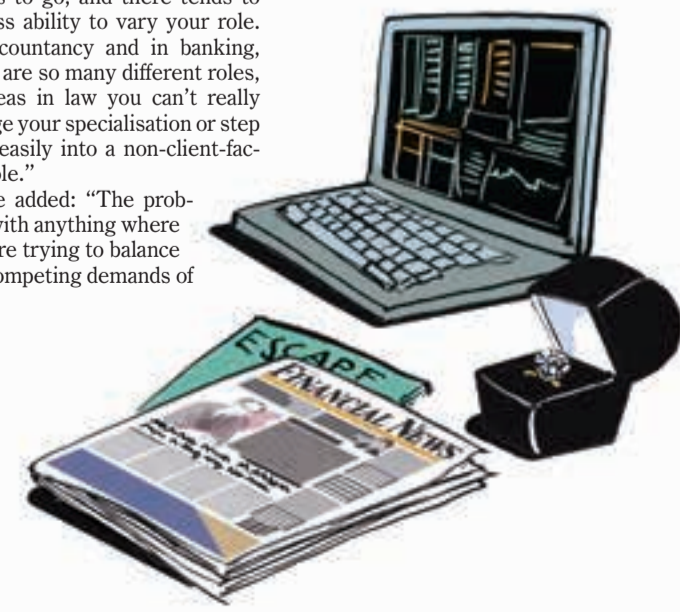 s to go, and there tends to
ss ability to vary your role.
countancy and in banking,
are so many different roles,
eas in law you can't really
ge your specialisation or step
easily into a non-client-fac-
ole."
e added: "The prob-
with anything where
re trying to balance
ompeting demands of
ESCAPE
FINANCIAL NEWS